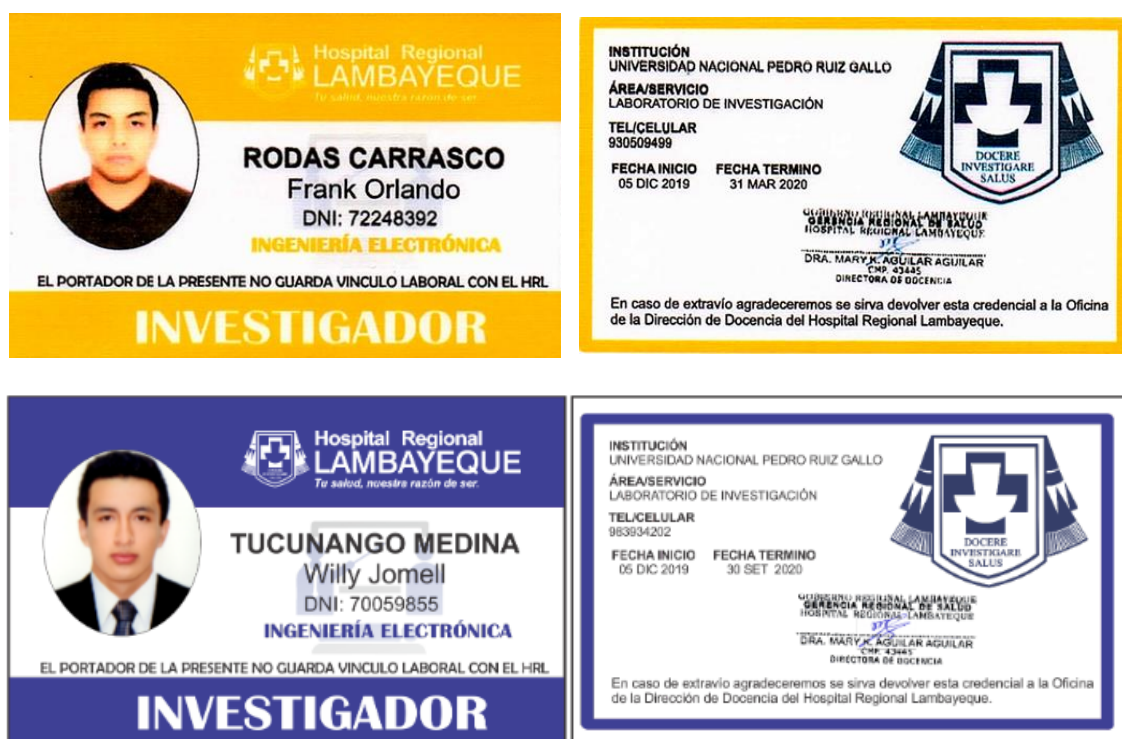 Hospital Regional
LAMBAYEQUE
Tu salud, nuestra razón de ser
RODAS CARRASCO
Frank Orlando
DNI: 72248392
INGENIERÍA ELECTRÓNICA
EL PORTADOR DE LA PRESENTE NO GUARDA VINCULO LABORAL CON EL HRL
INVESTIGADOR
INSTITUCIÓN
UNIVERSIDAD NACIONAL PEDRO RUIZ GALLO
ÁREA/SERVICIO
LABORATORIO DE INVESTIGACIÓN
TEL/CELULAR
930509499
FECHA INICIO FECHA TERMINO
05 DIC 2019 31 MAR 2020
DOCERE
INVESTIGARE
SALUS
GOBIERNO REGIONAL LAMBAYEQUE
GERENCIA REGIONAL DE SALUD
HOSPITAL REGIONAL LAMBAYEQUE
DRA. MARY K. AGUILAR AGUILAR
CMP. 43445
DIRECTORA DE DOCENCIA
En caso de extravío agradeceremos se sirva devolver esta credencial a la Oficina
de la Dirección de Docencia del Hospital Regional Lambayeque.
Hospital Regional
LAMBAYEQUE
Tu salud, nuestra razón de ser.
TUCUNANGO MEDINA
Willy Jomell
DNI: 70059855
INGENIERÍA ELECTRÓNICA
EL PORTADOR DE LA PRESENTE NO GUARDA VINCULO LABORAL CON EL HRL
INVESTIGADOR
INSTITUCIÓN
UNIVERSIDAD NACIONAL PEDRO RUIZ GALLO
ÁREA/SERVICIO
LABORATORIO DE INVESTIGACIÓN
TEL/CELULAR
983934202
FECHA INICIO FECHA TERMINO
05 DIC 2019 30 SET 2020
DOCERE
INVESTIGARE
SALUS
GOBIERNO REGIONAL LAMBAYEQUE
GERENCIA REGIONAL DE SALUD
HOSPITAL REGIONAL LAMBAYEQUE
DRA. MARY K. AGUILAR AGUILAR
CMP. 43445
DIRECTORA DE DOCENCIA
En caso de extravío agradeceremos se sirva devolver esta credencial a la Oficina
de la Dirección de Docencia del Hospital Regional Lambayeque.